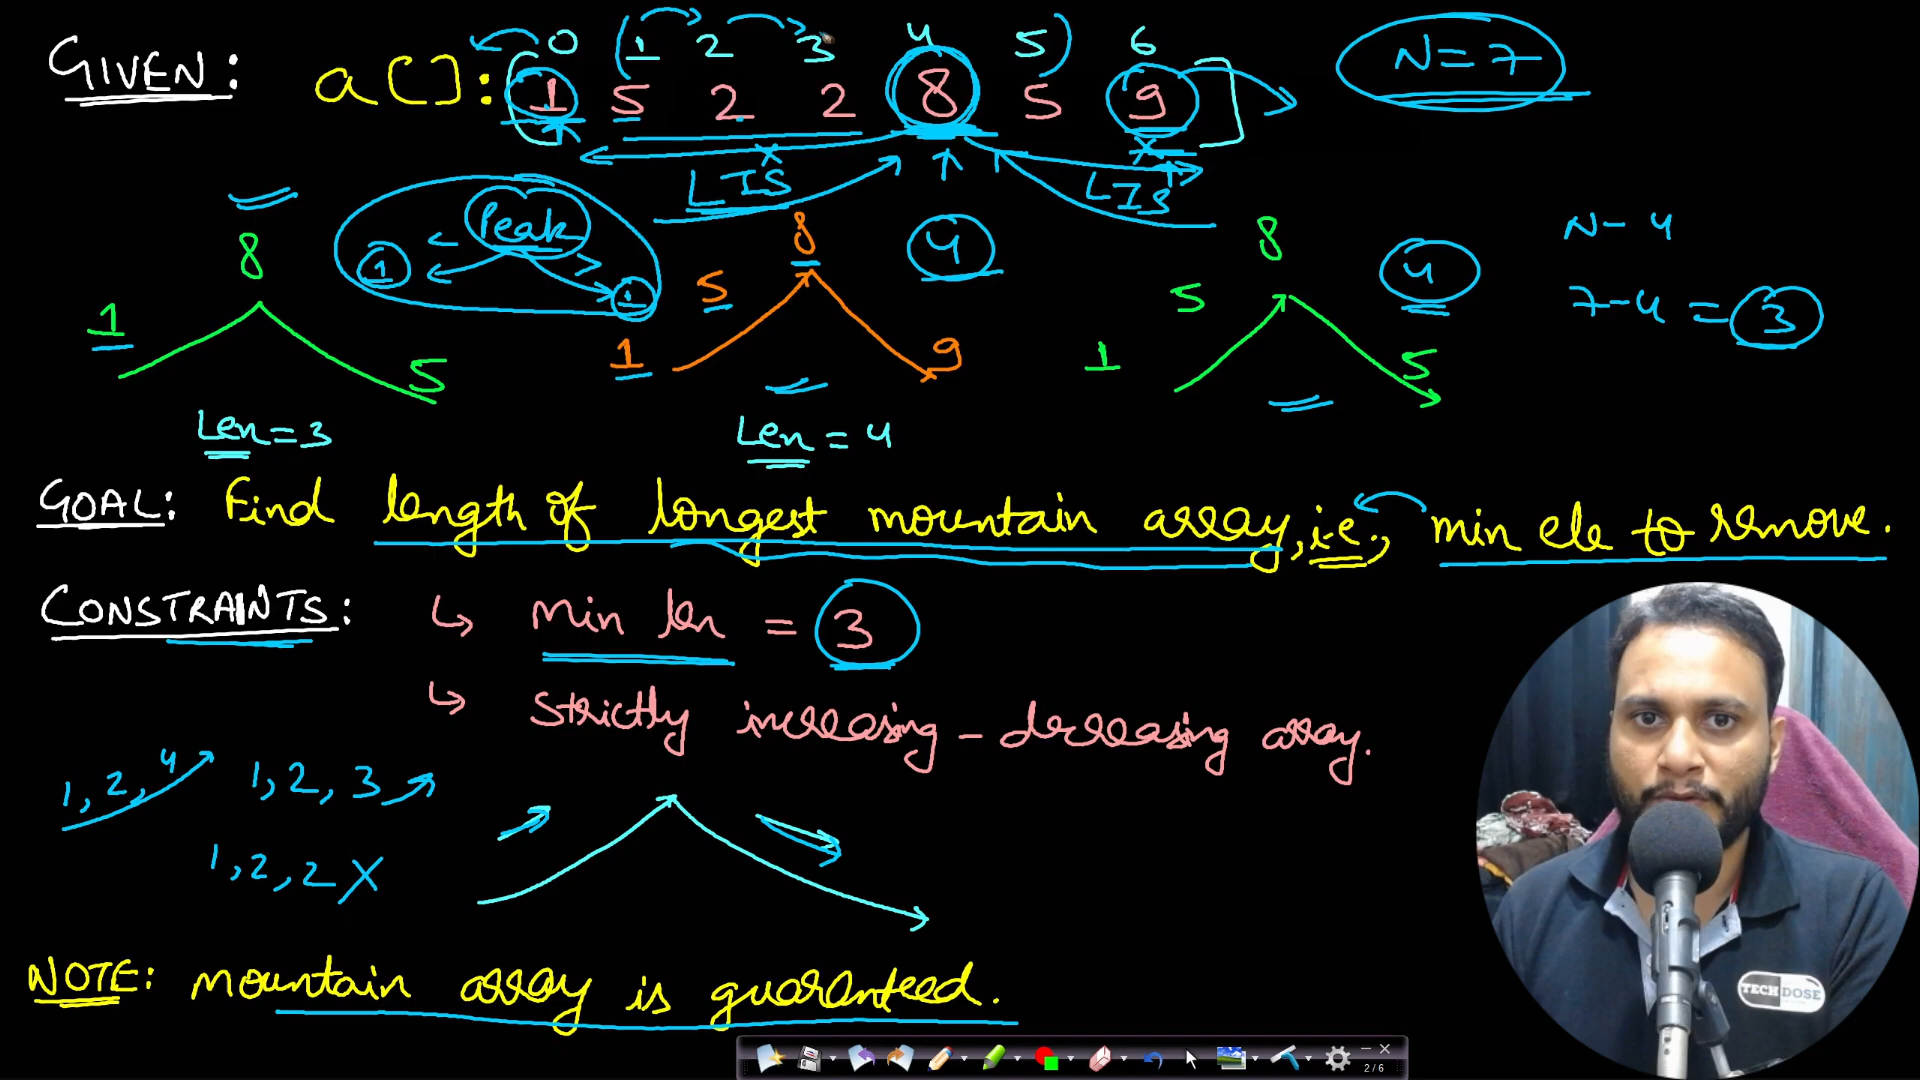 0 1 2 3 4 5 6
GIVEN: a[]: 1 5 2 2 8 5 9
N=7
LIS
LIS
Peak
<
>
1
1
8
1
5
Len=3
8
5
1
9
4
Len=4
8
5
1
5
4
N-4
7-4=3
GOAL: Find length of longest mountain array, i.e., min ele to remove.
CONSTRAINTS: ↳ min len = 3
↳ Strictly increasing - decreasing array.
1, 2, 4
1, 2, 3
1, 2, 2 X
NOTE: mountain array is guaranteed.
TECH DOSE
2/6